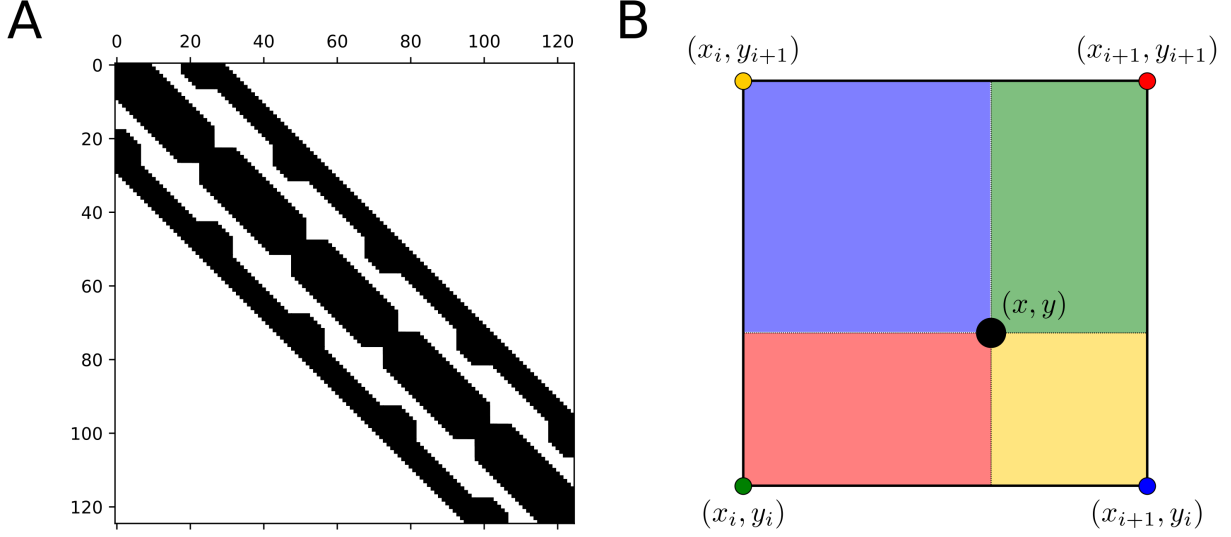 A
0 20 40 60 80 100 120
0
20
40
60
80
100
120
B
(x_i, y_{i+1})
(x_{i+1}, y_{i+1})
(x, y)
(x_i, y_i)
(x_{i+1}, y_i)